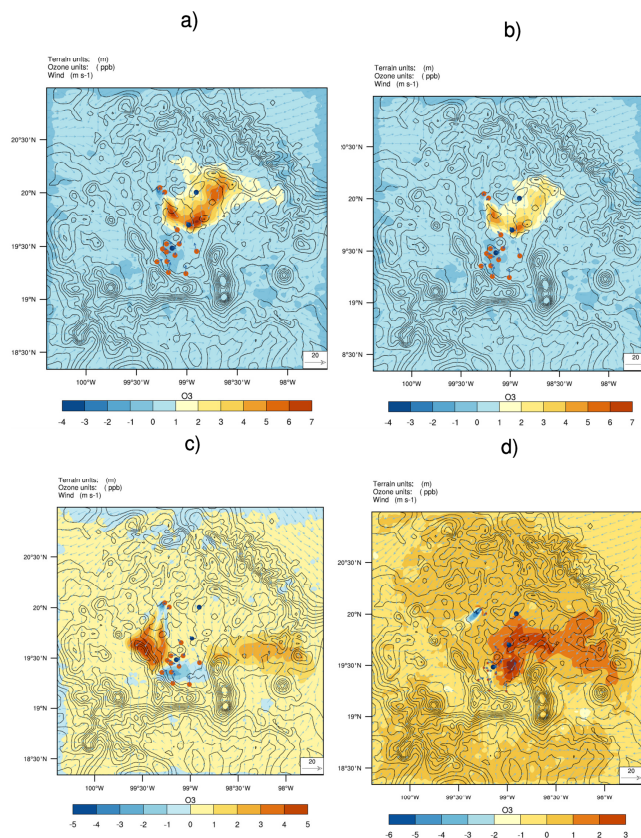 a)
Terrain units: (m)
Ozone units: ( ppb)
Wind (m s-1)
20°30'N
20°N
19°30'N
19°N
18°30'N
100°W 99°30'W 99°W 98°30'W 98°W
20
O3
-4 -3 -2 -1 0 1 2 3 4 5 6 7
b)
Terrain units: (m)
Ozone units: ( ppb)
Wind (m s-1)
0°30'N
20°N
9°30'N
19°N
8°30'N
100°W 99°30'W 99°W 98°30'W 98°W
20
O3
-4 -3 -2 -1 0 1 2 3 4 5 6 7
c)
Terrain units: (m)
Ozone units: ( ppb)
Wind (m s-1)
20°30'N
20°N
19°30'N
19°N
18°30'N
100°W 99°30'W 99°W 98°30'W 98°W
20
O3
-5 -4 -3 -2 -1 0 1 2 3 4 5
d)
Terrain units: (m)
Ozone units: ( ppb)
Wind (m s-1)
20°30'N
20°N
19°30'N
19°N
18°30'N
100°W 99°30'W 99°W 98°30'W 98°W
20
O3
-6 -5 -4 -3 -2 -1 0 1 2 3